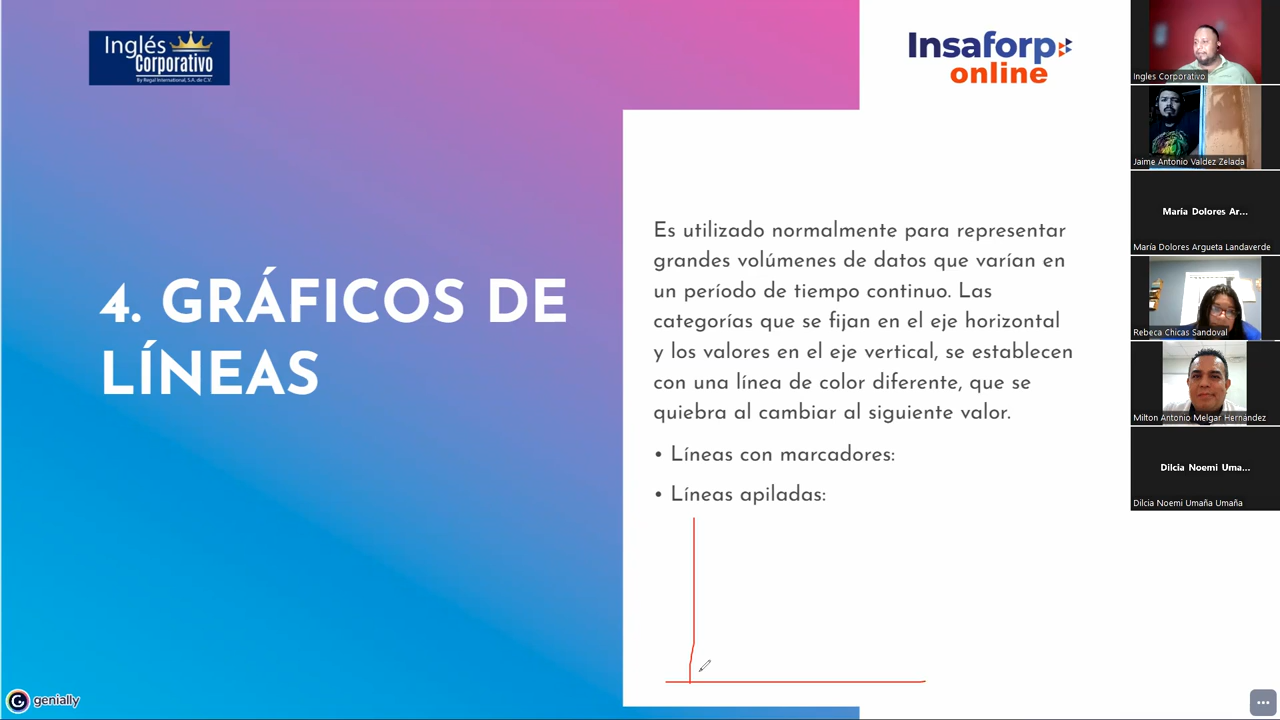 Inglés
Corporativo
By Regal International, S.A. de C.V.
Insaforp
online
4. GRÁFICOS DE
LÍNEAS
Es utilizado normalmente para representar
grandes volúmenes de datos que varían en
un período de tiempo continuo. Las
categorías que se fijan en el eje horizontal
y los valores en el eje vertical, se establecen
con una línea de color diferente, que se
quiebra al cambiar al siguiente valor.
• Líneas con marcadores:
• Líneas apiladas:
genially
Ingles Corporativo
Jaime Antonio Valdez Zelada
María Dolores Ar...
María Dolores Argueta Landaverde
Rebeca Chicas Sandoval
Milton Antonio Melgar Hernández
Dilcia Noemi Uma...
Dilcia Noemi Umaña Umaña